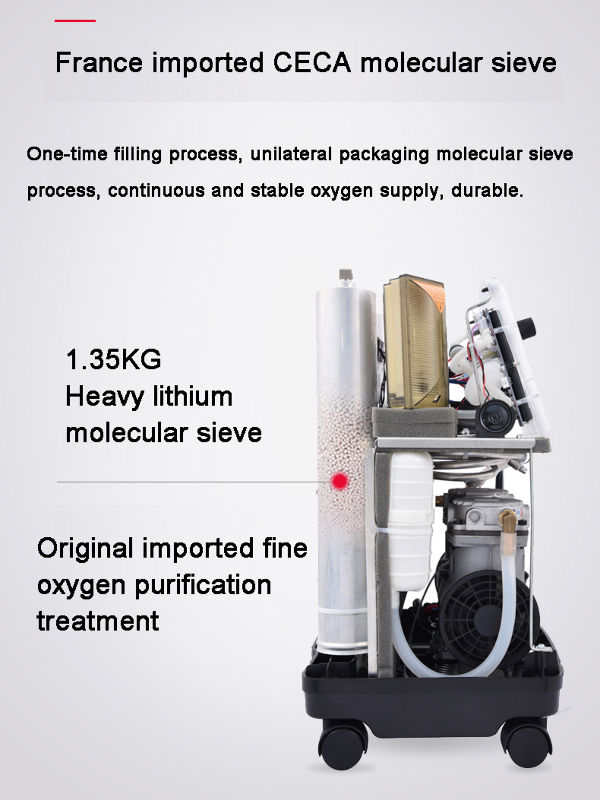 France imported CECA molecular sieve
One-time filling process, unilateral packaging molecular sieve
process, continuous and stable oxygen supply, durable.
1.35KG
Heavy lithium
molecular sieve
Original imported fine
oxygen purification
treatment